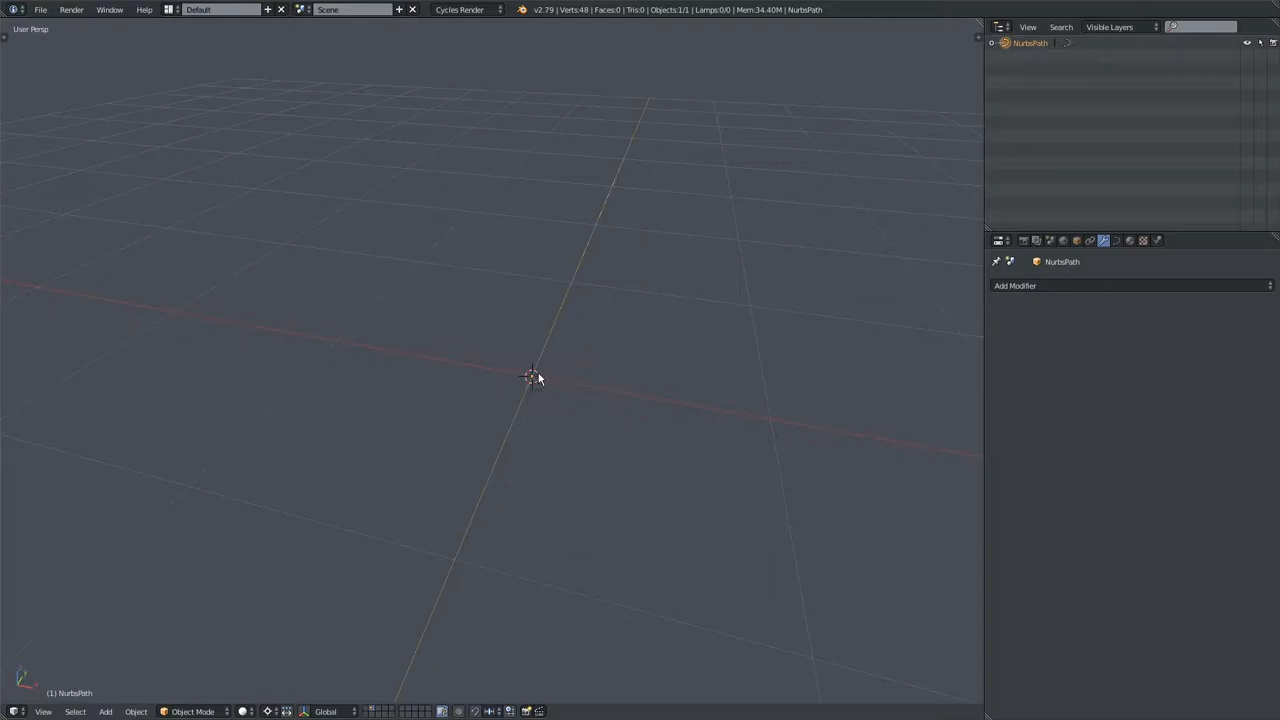 File Render Window Help Default Scene Cycles Render v2.79 | Verts:48 | Faces:0 | Tris:0 | Objects:1/1 | Lamps:0/0 | Mem:34.40M | NurbsPath
User Persp
View Search Visible Layers
NurbsPath
NurbsPath
Add Modifier
(1) NurbsPath
View Select Add Object Object Mode Global